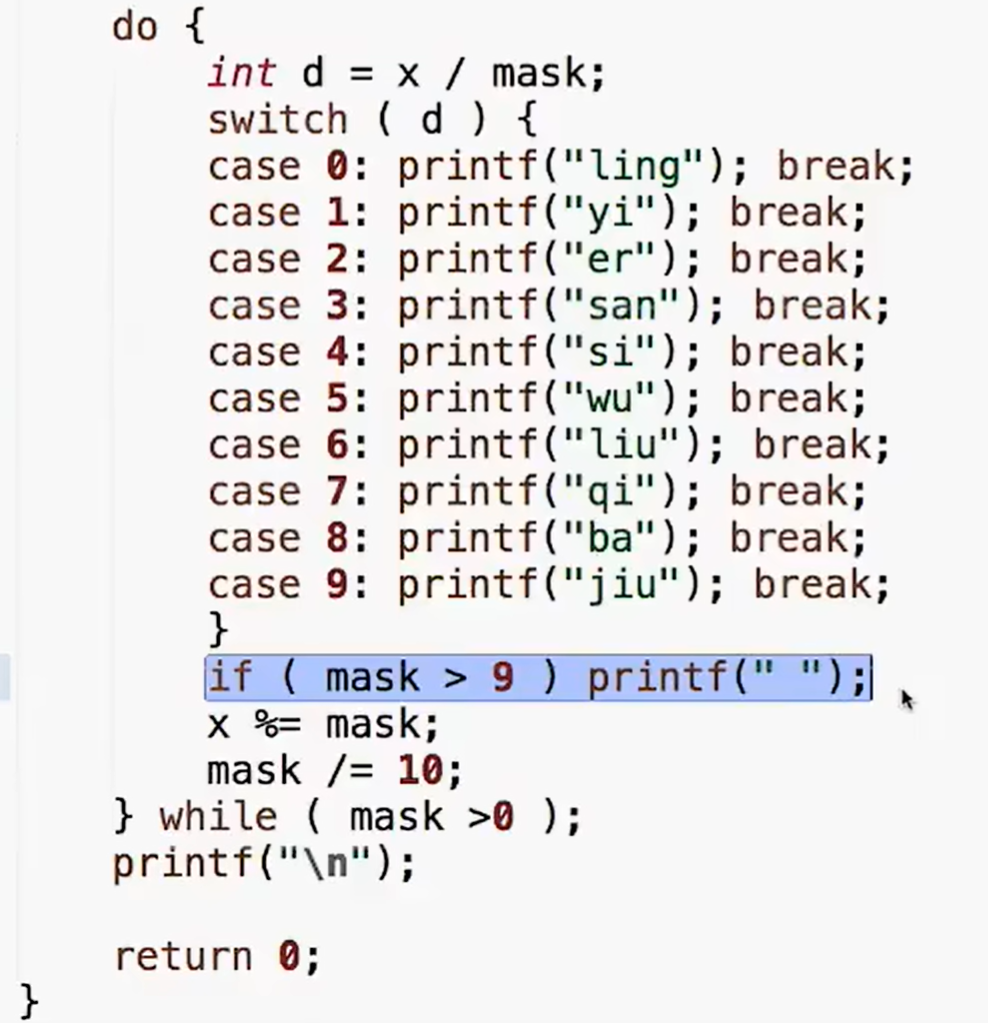 do {
int d = x / mask;
switch ( d ) {
case 0: printf("ling"); break;
case 1: printf("yi"); break;
case 2: printf("er"); break;
case 3: printf("san"); break;
case 4: printf("si"); break;
case 5: printf("wu"); break;
case 6: printf("liu"); break;
case 7: printf("qi"); break;
case 8: printf("ba"); break;
case 9: printf("jiu"); break;
}
if ( mask > 9 ) printf(" ");
x %= mask;
mask /= 10;
} while ( mask >0 );
printf("\n");
return 0;
}